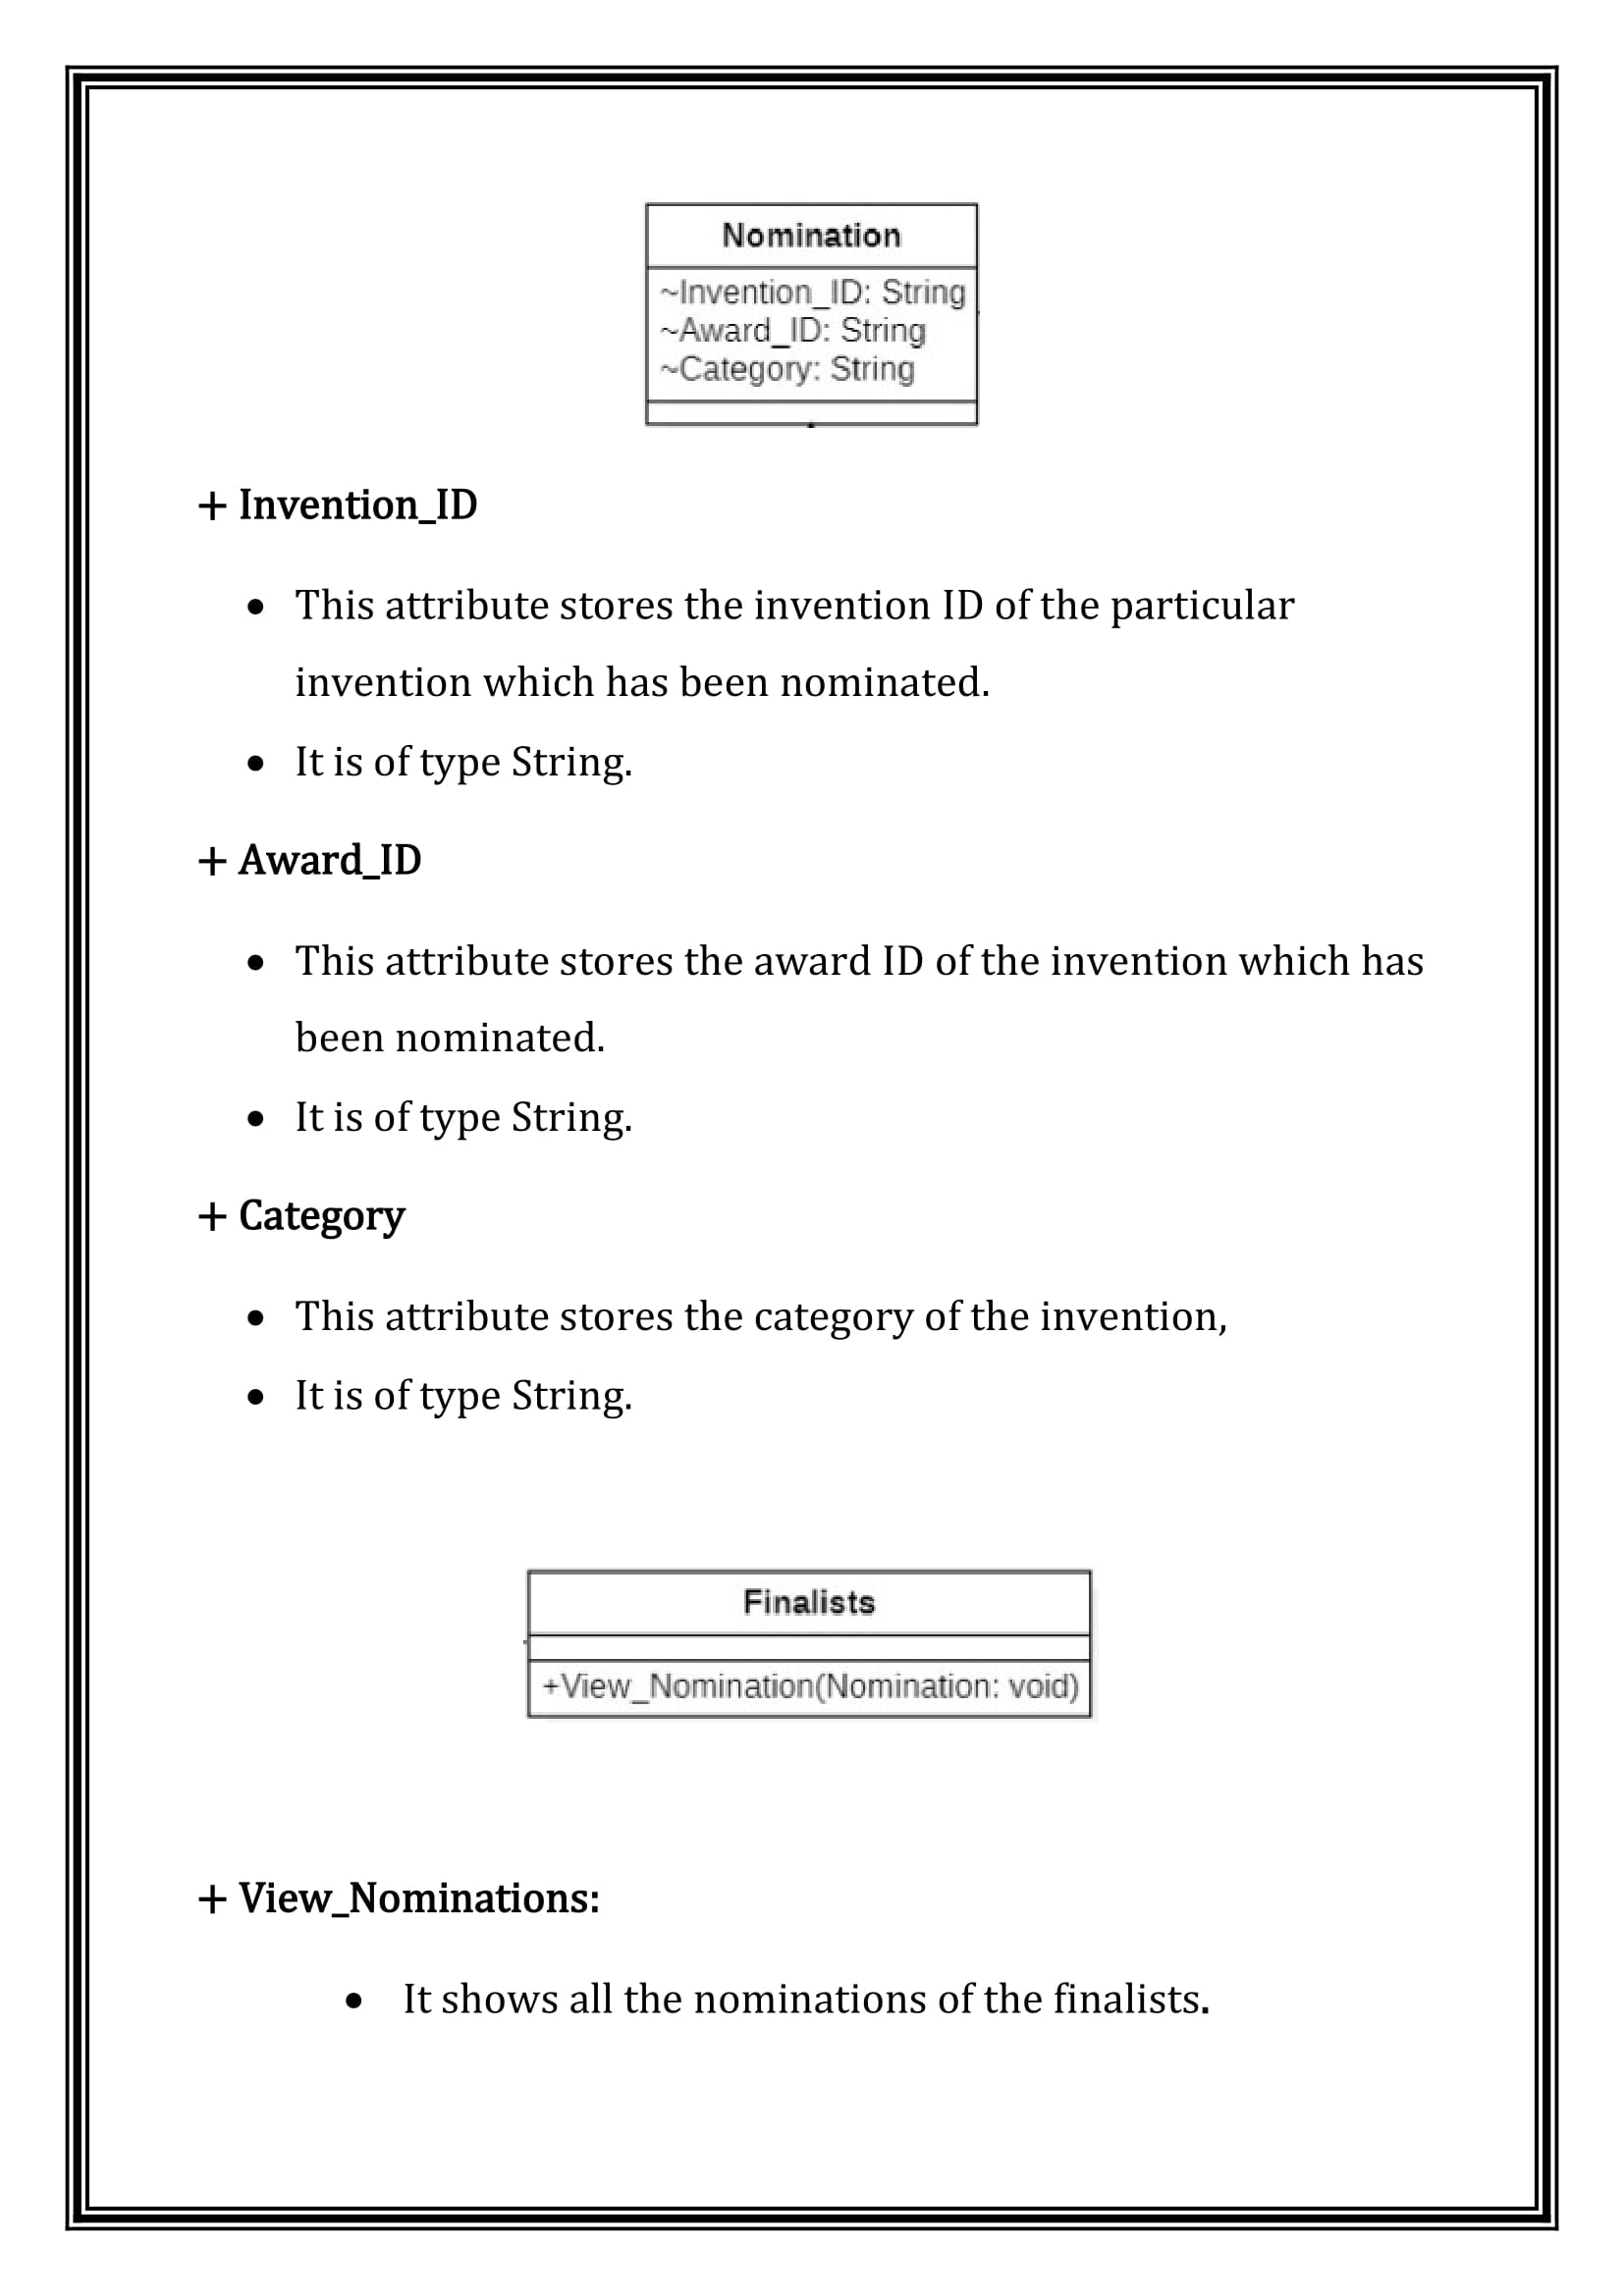 Nomination
~Invention_ID: String
~Award_ID: String
~Category: String
+ Invention_ID
• This attribute stores the invention ID of the particular
invention which has been nominated.
• It is of type String.
+ Award_ID
• This attribute stores the award ID of the invention which has
been nominated.
• It is of type String.
+ Category
• This attribute stores the category of the invention,
• It is of type String.
Finalists
+View_Nomination(Nomination: void)
+ View_Nominations:
• It shows all the nominations of the finalists.